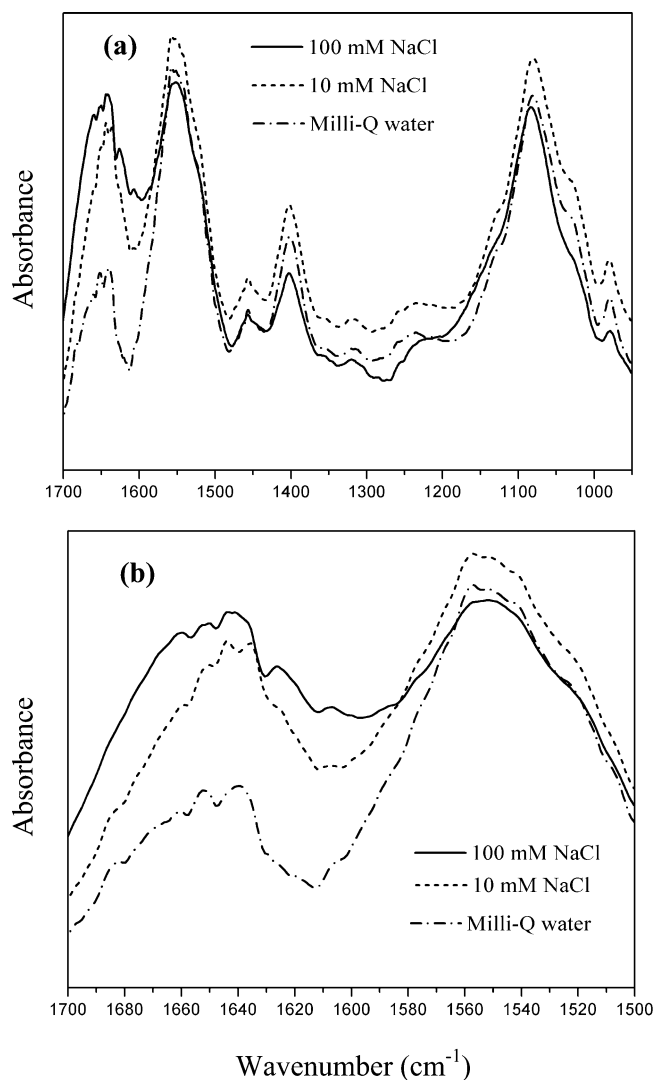 (a)
100 mM NaCl
10 mM NaCl
Milli-Q water
Absorbance
1700 1600 1500 1400 1300 1200 1100 1000
(b)
Absorbance
100 mM NaCl
10 mM NaCl
Milli-Q water
1700 1680 1660 1640 1620 1600 1580 1560 1540 1520 1500
Wavenumber (cm⁻¹)